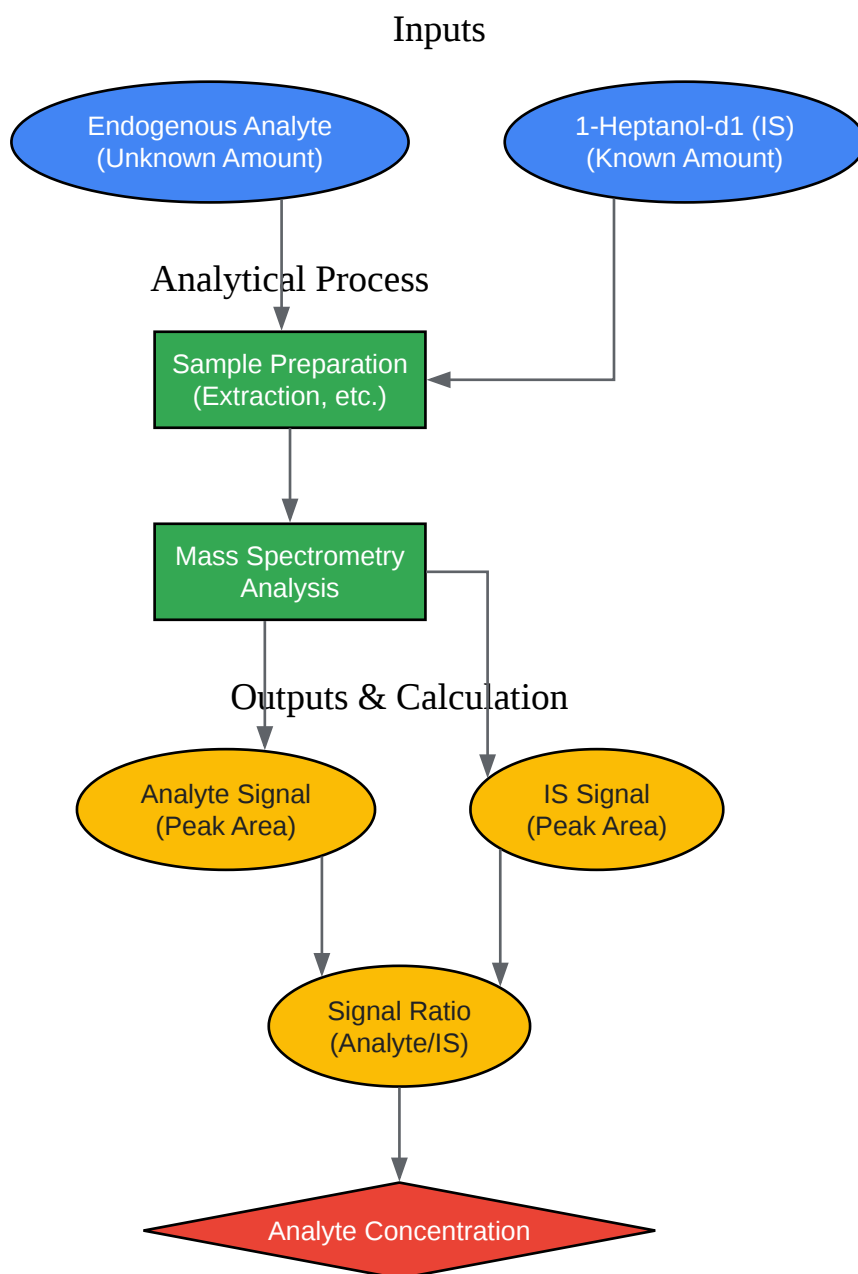 Inputs
Endogenous Analyte
(Unknown Amount)
1-Heptanol-d1 (IS)
(Known Amount)
Analytical Process
Sample Preparation
(Extraction, etc.)
Mass Spectrometry
Analysis
Outputs & Calculation
Analyte Signal
(Peak Area)
IS Signal
(Peak Area)
Signal Ratio
(Analyte/IS)
Analyte Concentration